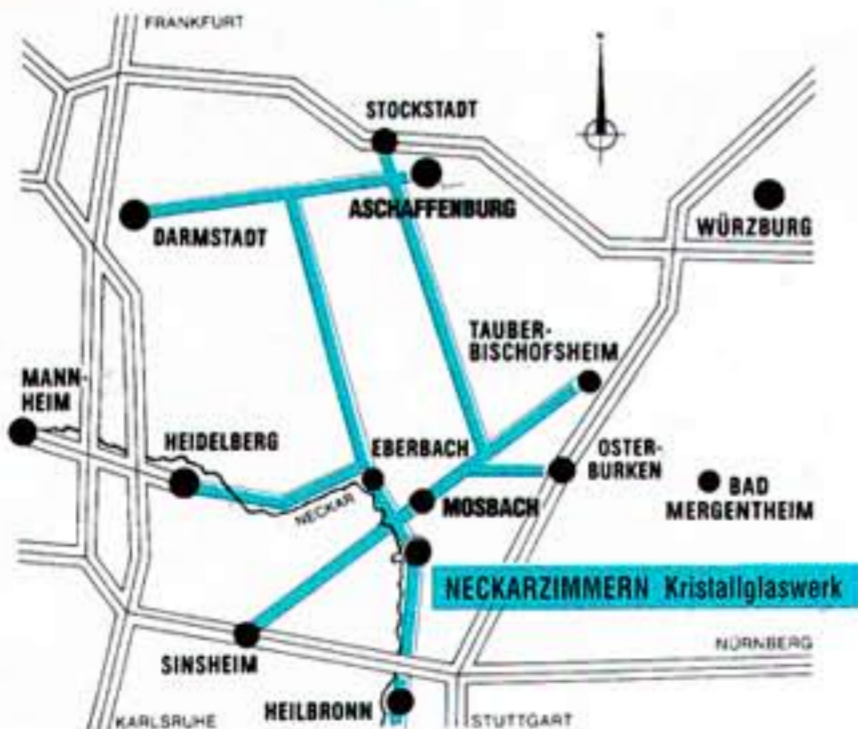 FRANKFURT
STOCKSTADT
ASCHAFFENBURG
DARMSTADT
WÜRZBURG
TAUBER-
BISCHOFSHEIM
MANN-
HEIM
HEIDELBERG
EBERBACH
OSTER-
BURKEN
NECKAR
MOSBACH
BAD
MERGENTHEIM
NECKARZIMMERN Kristallglaswerk
SINSHEIM
NÜRNBERG
HEILBRONN
KARLSRUHE
STUTTGART